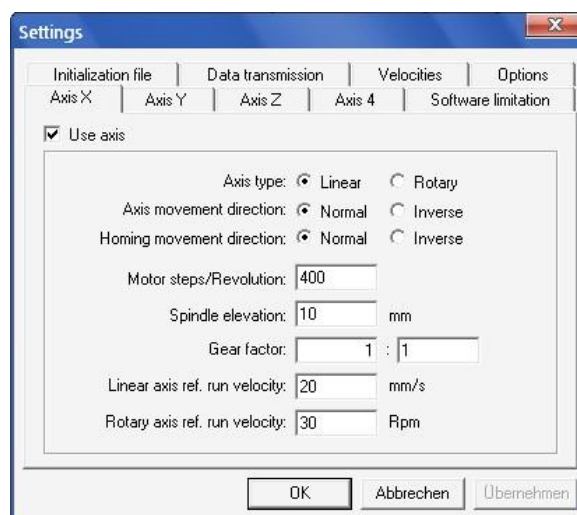 Settings
Initialization file Data transmission Velocities Options
Axis X Axis Y Axis Z Axis 4 Software limitation
Use axis
Axis type: Linear Rotary
Axis movement direction: Normal Inverse
Homing movement direction: Normal Inverse
Motor steps/Revolution: 400
Spindle elevation: 10 mm
Gear factor: 1 : 1
Linear axis ref. run velocity: 20 mm/s
Rotary axis ref. run velocity: 30 Rpm
OK Abbrechen Übernehmen